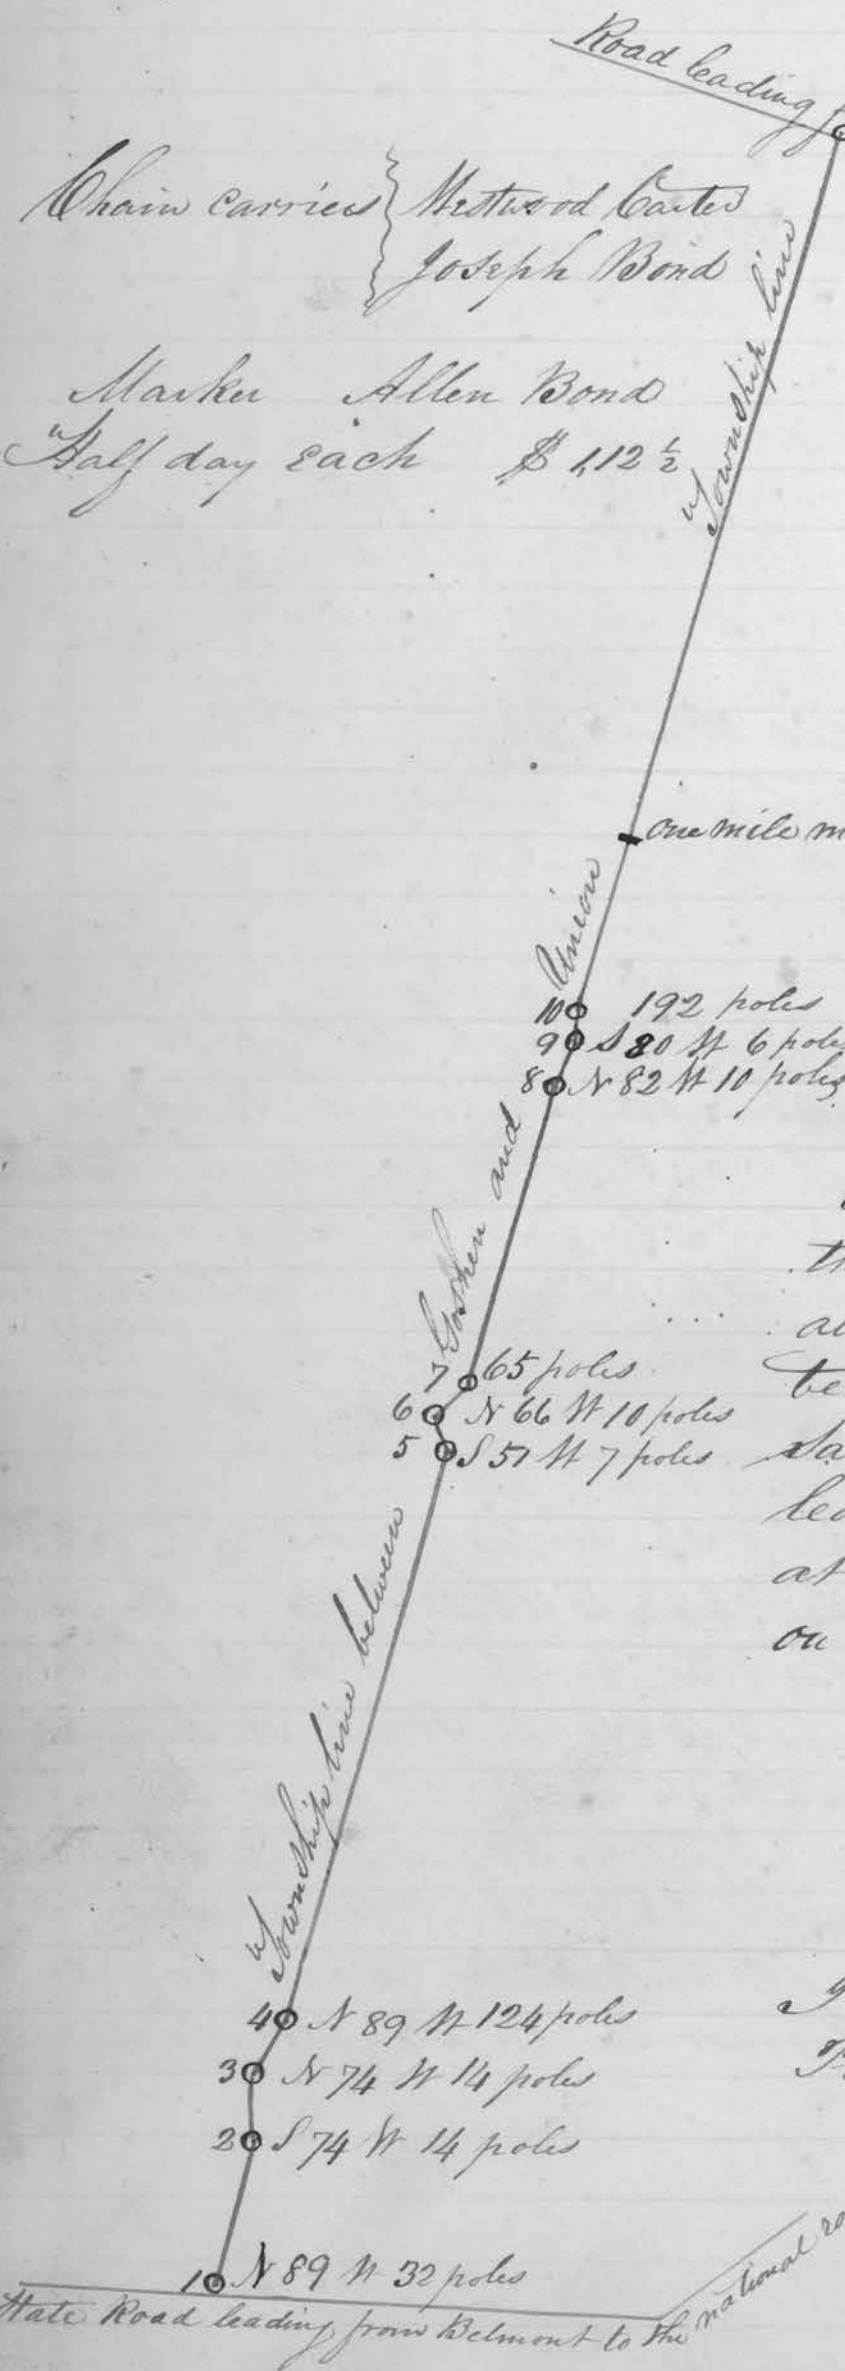 Road leading
Chain carriers } Westwood Carter
Joseph Bond
Township line
Marker Allen Bond
Half day each $ 1,12 ½
one mile m
Union
10 192 poles
9 S 80 W 6 poles
8 N 82 W 10 poles
Goshen and
7 65 poles
6 N 66 W 10 poles
5 S 51 W 7 poles
at
on
Township line between
4 N 89 W 124 poles
3 N 74 W 14 poles
2 S 74 W 14 poles
1 N 89 W 32 poles
State Road leading from Belmont to the national